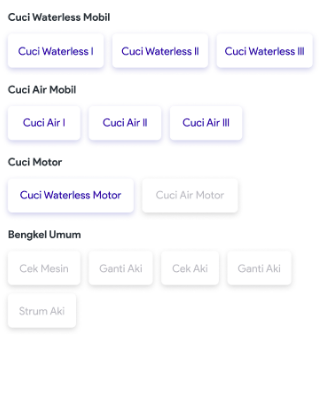 Cuci Waterless Mobil
Cuci Waterless I Cuci Waterless II Cuci Waterless III
Cuci Air Mobil
Cuci Air I Cuci Air II Cuci Air III
Cuci Motor
Cuci Waterless Motor Cuci Air Motor
Bengkel Umum
Cek Mesin Ganti Aki Cek Aki Ganti Aki
Strum Aki